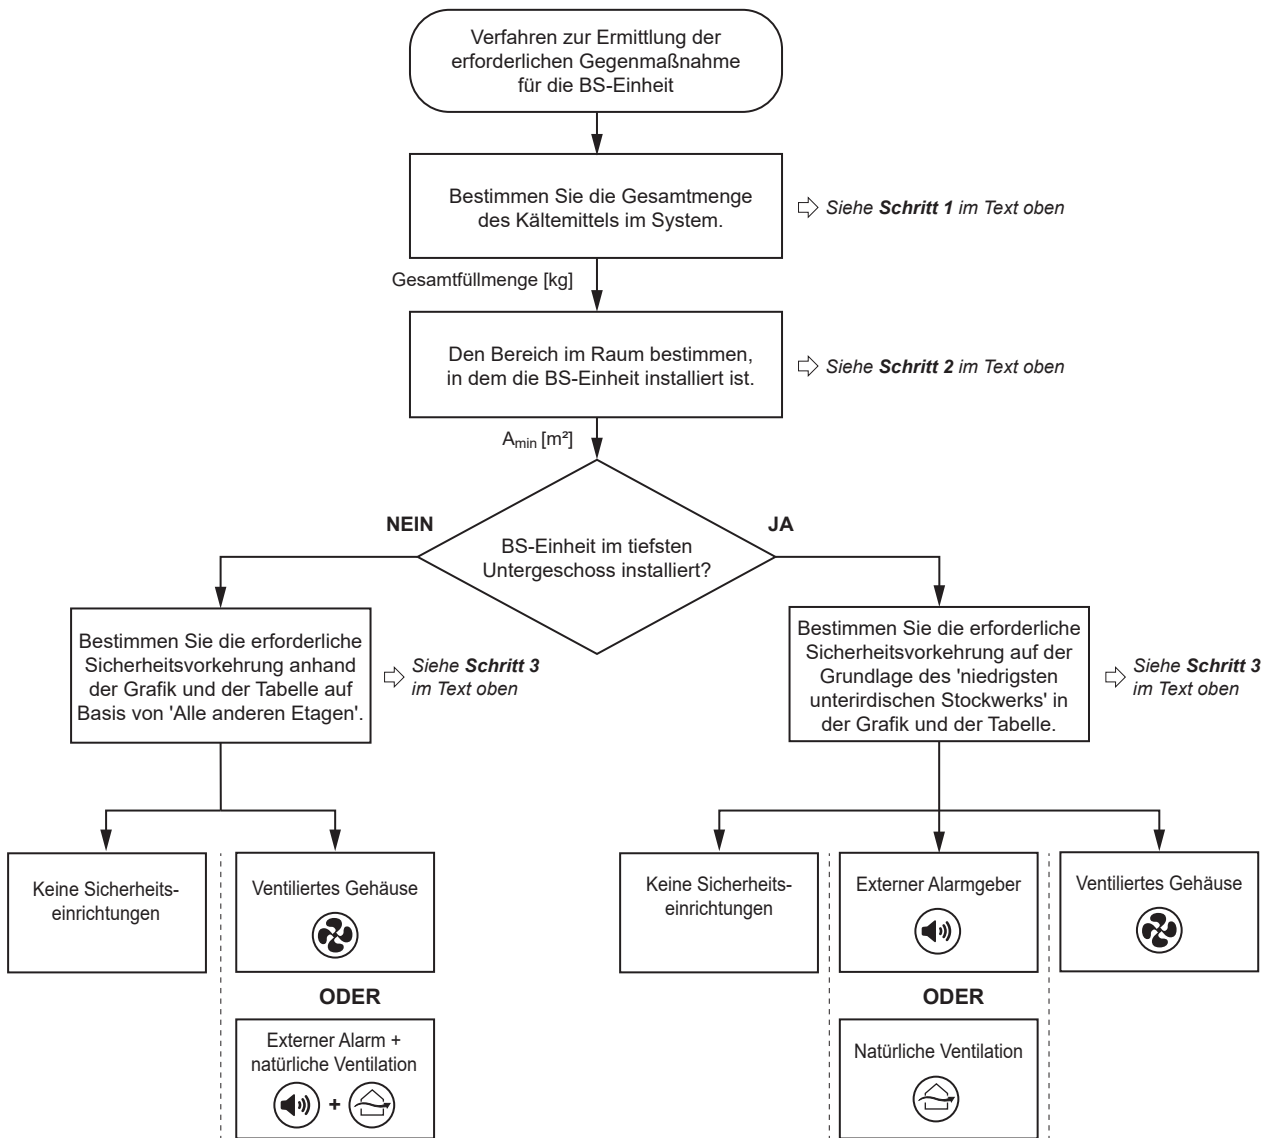 Verfahren zur Ermittlung der
erforderlichen Gegenmaßnahme
für die BS-Einheit
Bestimmen Sie die Gesamtmenge
des Kältemittels im System.
Siehe Schritt 1 im Text oben
Gesamtfüllmenge [kg]
Den Bereich im Raum bestimmen,
in dem die BS-Einheit installiert ist.
Siehe Schritt 2 im Text oben
Amin [m²]
NEIN
JA
BS-Einheit im tiefsten
Untergeschoss installiert?
Bestimmen Sie die erforderliche
Sicherheitsvorkehrung anhand
der Grafik und der Tabelle auf
Basis von 'Alle anderen Etagen'.
Siehe Schritt 3
im Text oben
Bestimmen Sie die erforderliche
Sicherheitsvorkehrung auf der
Grundlage des 'niedrigsten
unterirdischen Stockwerks' in
der Grafik und der Tabelle.
Siehe Schritt 3
im Text oben
Keine Sicherheits-
einrichtungen
Ventiliertes Gehäuse
ODER
Externer Alarm +
natürliche Ventilation
+
Keine Sicherheits-
einrichtungen
Externer Alarmgeber
ODER
Natürliche Ventilation
Ventiliertes Gehäuse